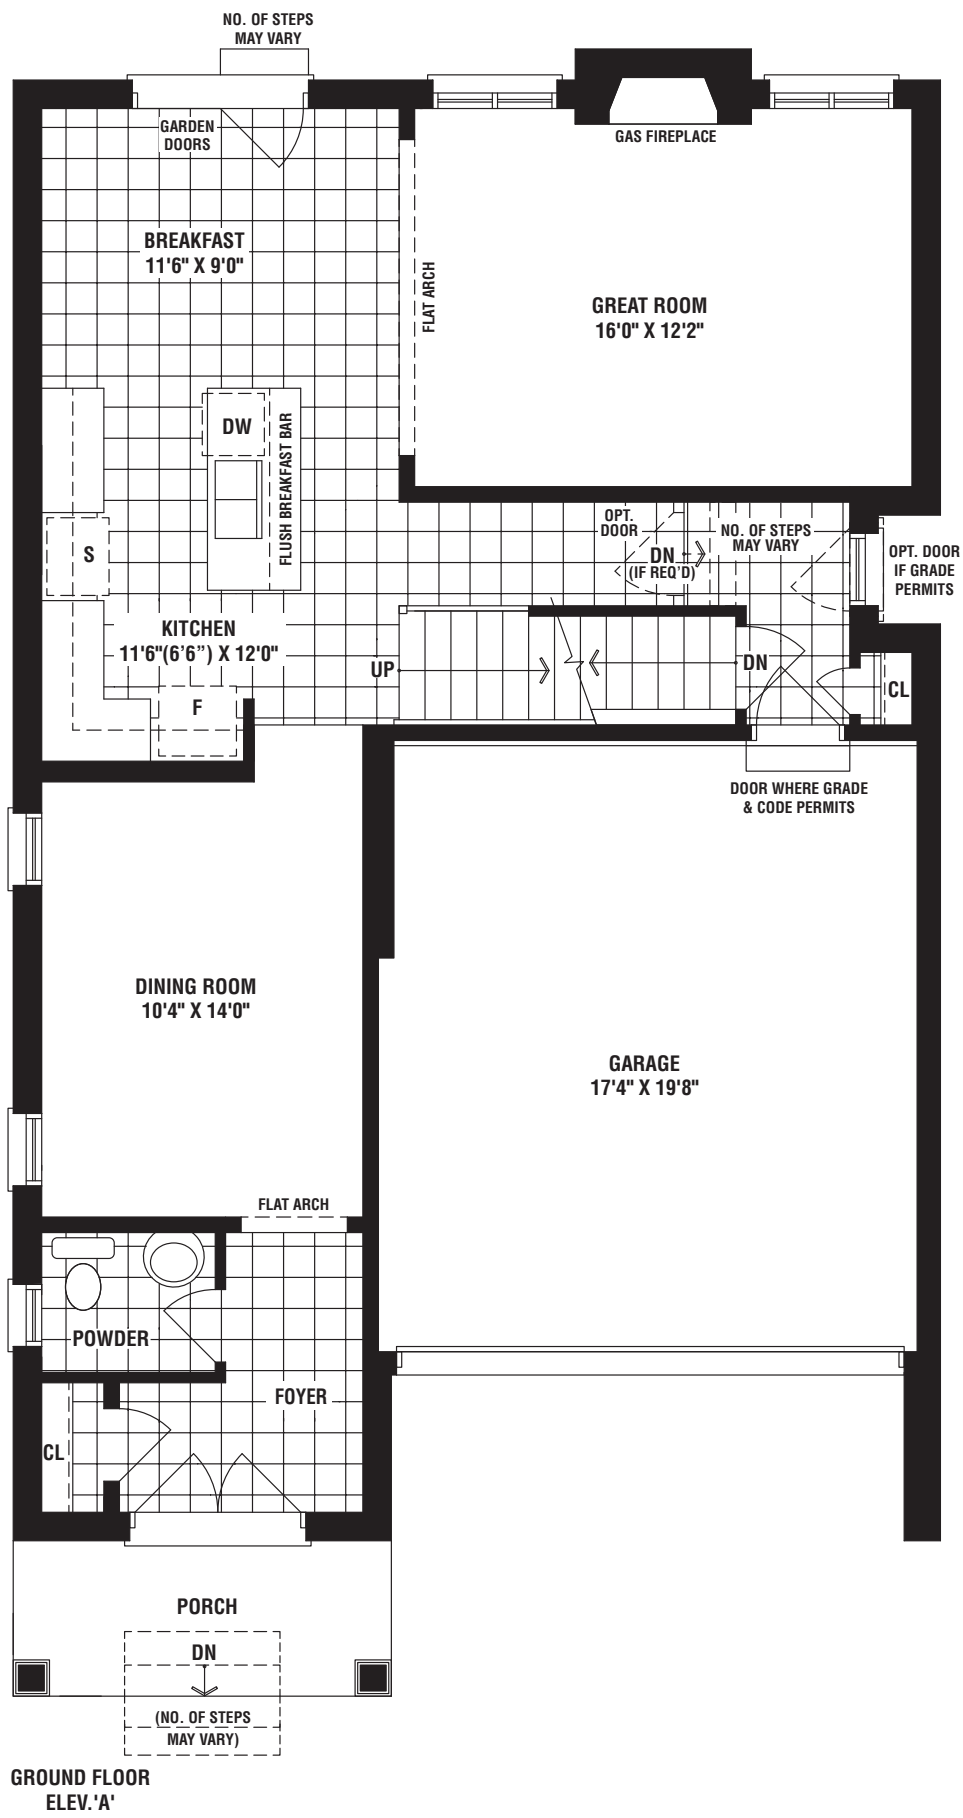 NO. OF STEPS
MAY VARY
GARDEN
DOORS
GAS FIREPLACE
BREAKFAST
11'6" X 9'0"
FLAT ARCH
GREAT ROOM
16'0" X 12'2"
DW
FLUSH BREAKFAST BAR
S
OPT.
DOOR
DN
(IF REQ'D)
NO. OF STEPS
MAY VARY
OPT. DOOR
IF GRADE
PERMITS
KITCHEN
11'6"(6'6”) X 12'0"
F
UP
DN
CL
DOOR WHERE GRADE
& CODE PERMITS
DINING ROOM
10'4" X 14'0"
GARAGE
17'4" X 19'8"
FLAT ARCH
POWDER
FOYER
CL
PORCH
DN
(NO. OF STEPS
MAY VARY)
GROUND FLOOR
ELEV.'A'